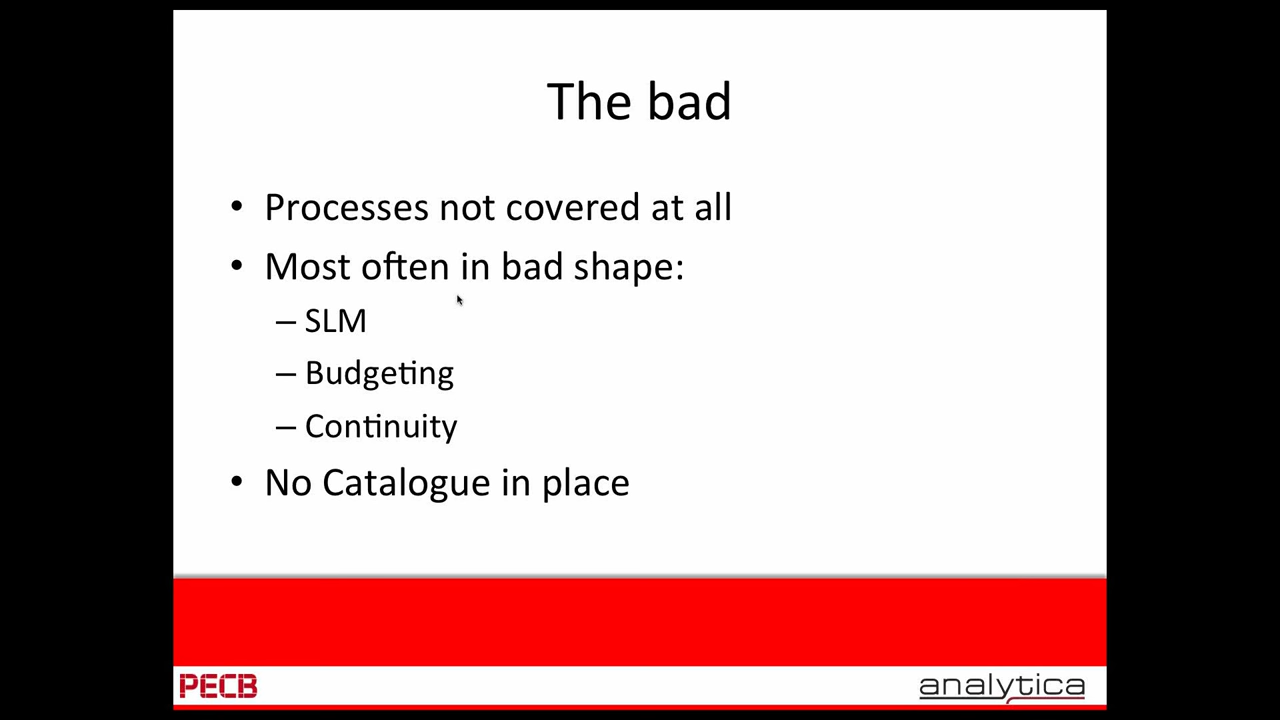 The bad
• Processes not covered at all
• Most often in bad shape:
– SLM
– Budgeting
– Continuity
• No Catalogue in place
PECB
analytica